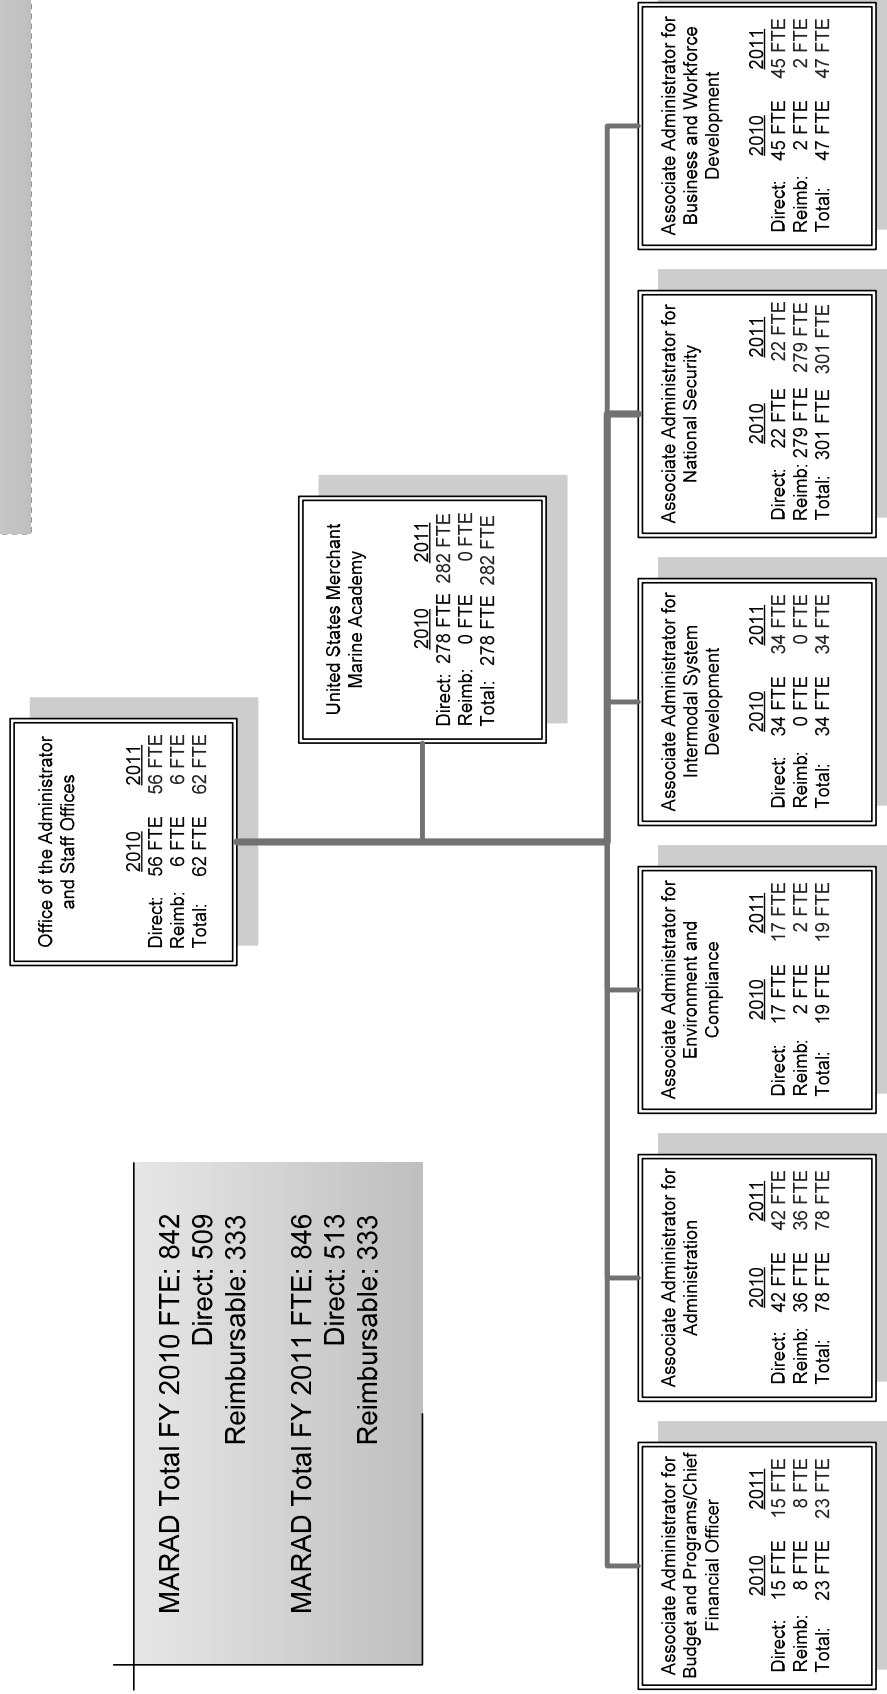 Office of the Administrator
and Staff Offices
2010 2011
Direct: 56 FTE 56 FTE
Reimb: 6 FTE 6 FTE
Total: 62 FTE 62 FTE
MARAD Total FY 2010 FTE: 842
Direct: 509
Reimbursable: 333
MARAD Total FY 2011 FTE: 846
Direct: 513
Reimbursable: 333
United States Merchant
Marine Academy
2010 2011
Direct: 278 FTE 282 FTE
Reimb: 0 FTE 0 FTE
Total: 278 FTE 282 FTE
Associate Administrator for
Budget and Programs/Chief
Financial Officer
2010 2011
Direct: 15 FTE 15 FTE
Reimb: 8 FTE 8 FTE
Total: 23 FTE 23 FTE
Associate Administrator for
Administration
2010 2011
Direct: 42 FTE 42 FTE
Reimb: 36 FTE 36 FTE
Total: 78 FTE 78 FTE
Associate Administrator for
Environment and
Compliance
2010 2011
Direct: 17 FTE 17 FTE
Reimb: 2 FTE 2 FTE
Total: 19 FTE 19 FTE
Associate Administrator for
Intermodal System
Development
2010 2011
Direct: 34 FTE 34 FTE
Reimb: 0 FTE 0 FTE
Total: 34 FTE 34 FTE
Associate Administrator for
National Security
2010 2011
Direct: 22 FTE 22 FTE
Reimb: 279 FTE 279 FTE
Total: 301 FTE 301 FTE
Associate Administrator for
Business and Workforce
Development
2010 2011
Direct: 45 FTE 45 FTE
Reimb: 2 FTE 2 FTE
Total: 47 FTE 47 FTE